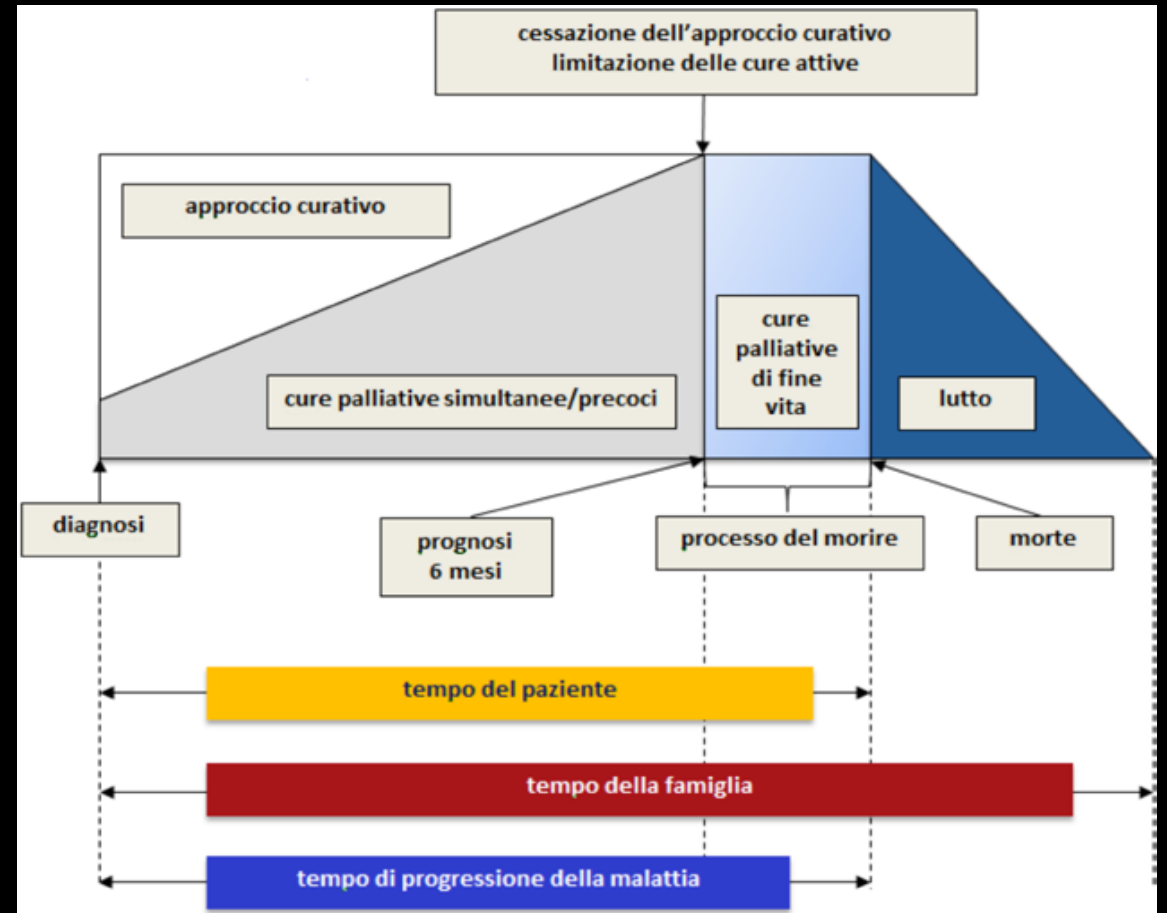 cessazione dell'approccio curativo
limitazione delle cure attive
approccio curativo
cure palliative simultanee/precoci
cure
palliative
di fine
vita
lutto
diagnosi
prognosi
6 mesi
processo del morire
morte
tempo del paziente
tempo della famiglia
tempo di progressione della malattia